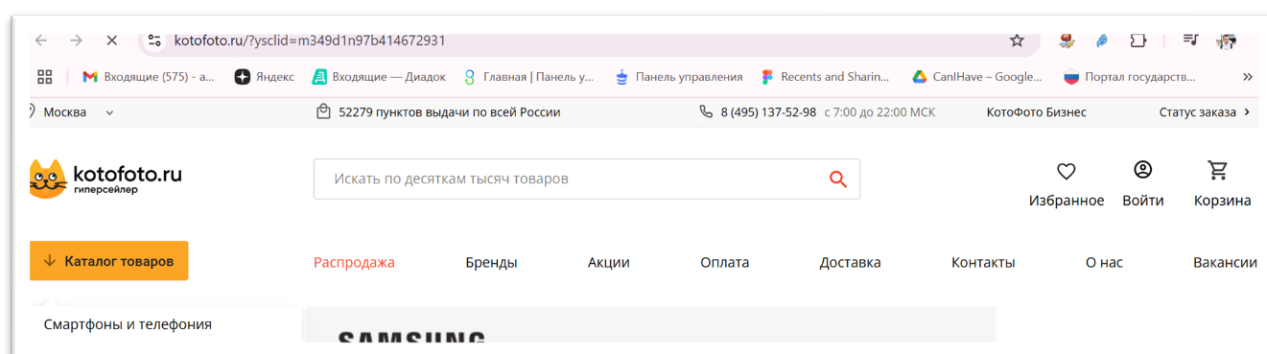 kotofoto.ru/?ysclid=m349d1n97b414672931
Входящие (575) - а... Яндекс Входящие — Диадок Главная | Панель у... Панель управления Recents and Sharin... CanIHave – Google... Портал государств... »
Москва 52279 пунктов выдачи по всей России 8 (495) 137-52-98 с 7:00 до 22:00 МСК КотоФото Бизнес Статус заказа
kotofoto.ru
гиперсейлер
Искать по десяткам тысяч товаров
Избранное Войти Корзина
Каталог товаров Распродажа Бренды Акции Оплата Доставка Контакты О нас Вакансии
Смартфоны и телефония
SAMSUNG